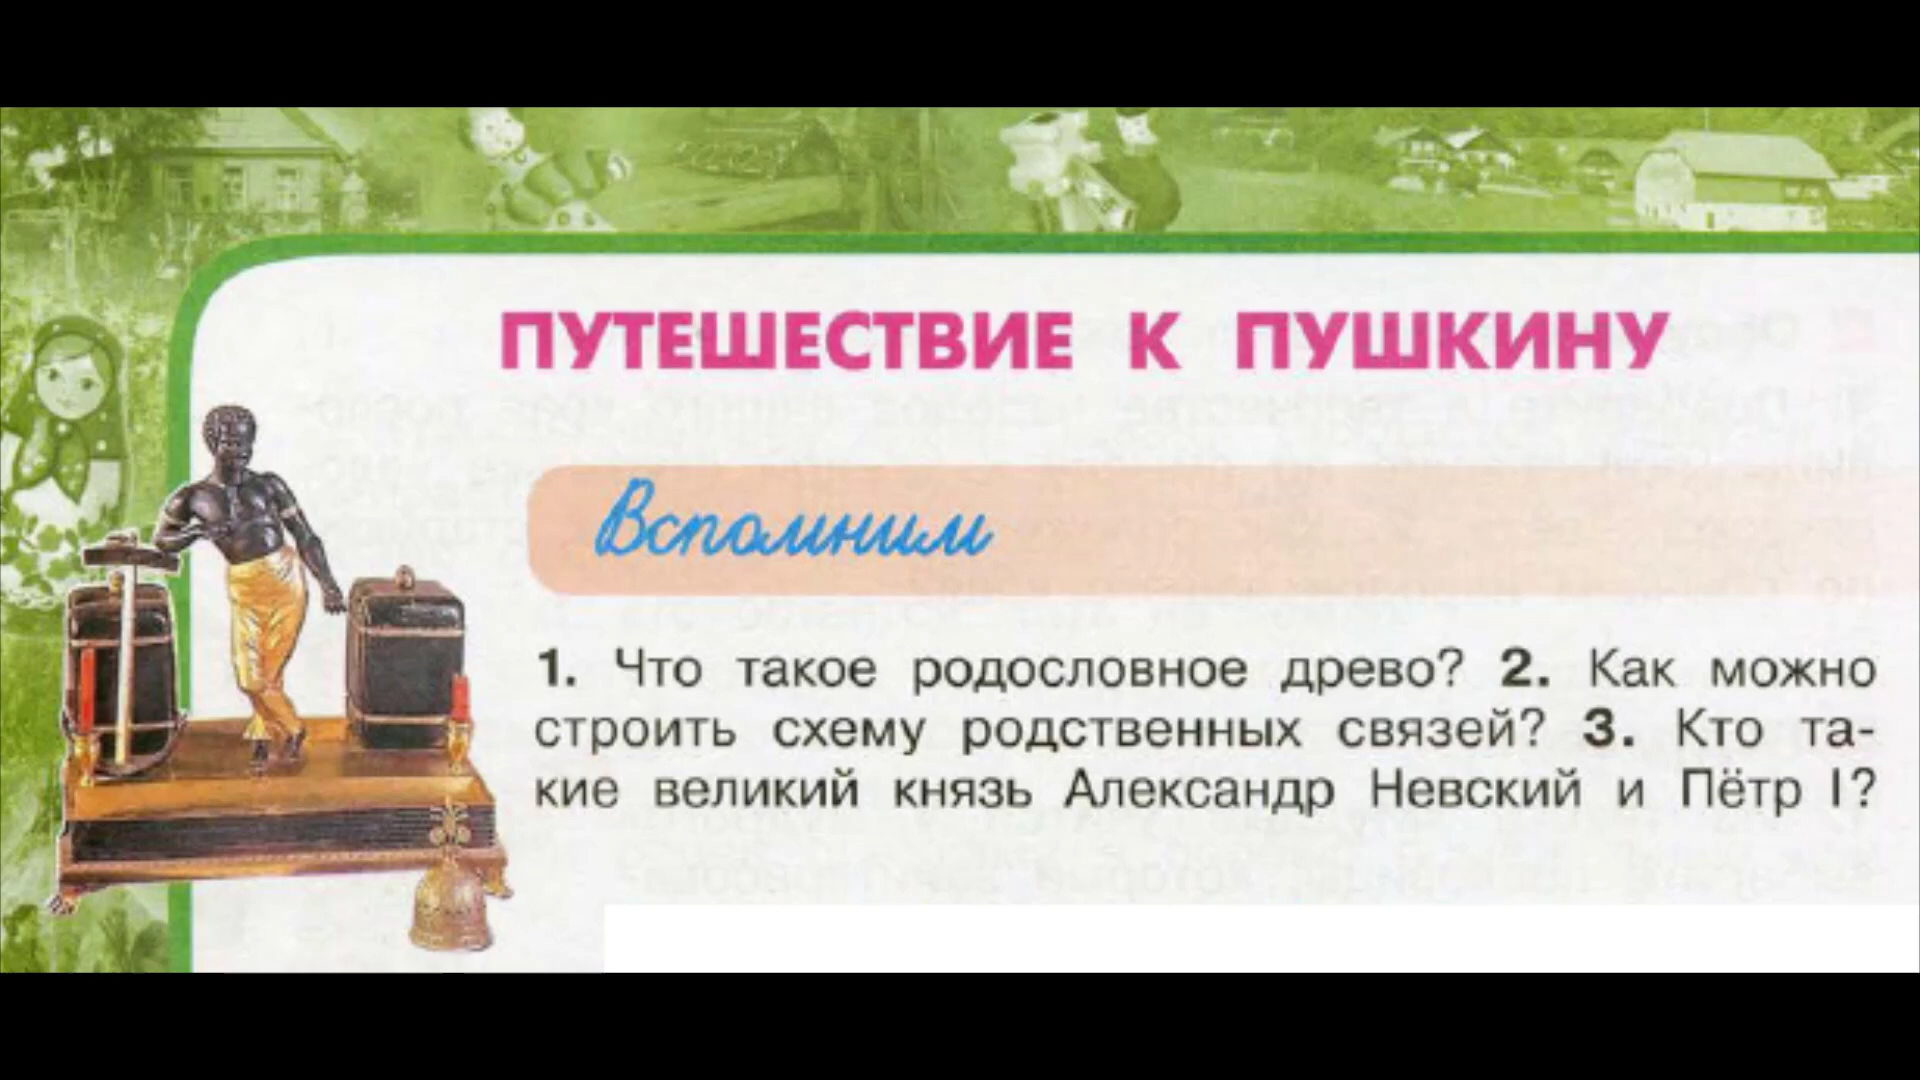 ПУТЕШЕСТВИЕ К ПУШКИНУ
Вспомним
1. Что такое родословное древо? 2. Как можно
строить схему родственных связей? 3. Кто та-
кие великий князь Александр Невский и Пётр I?